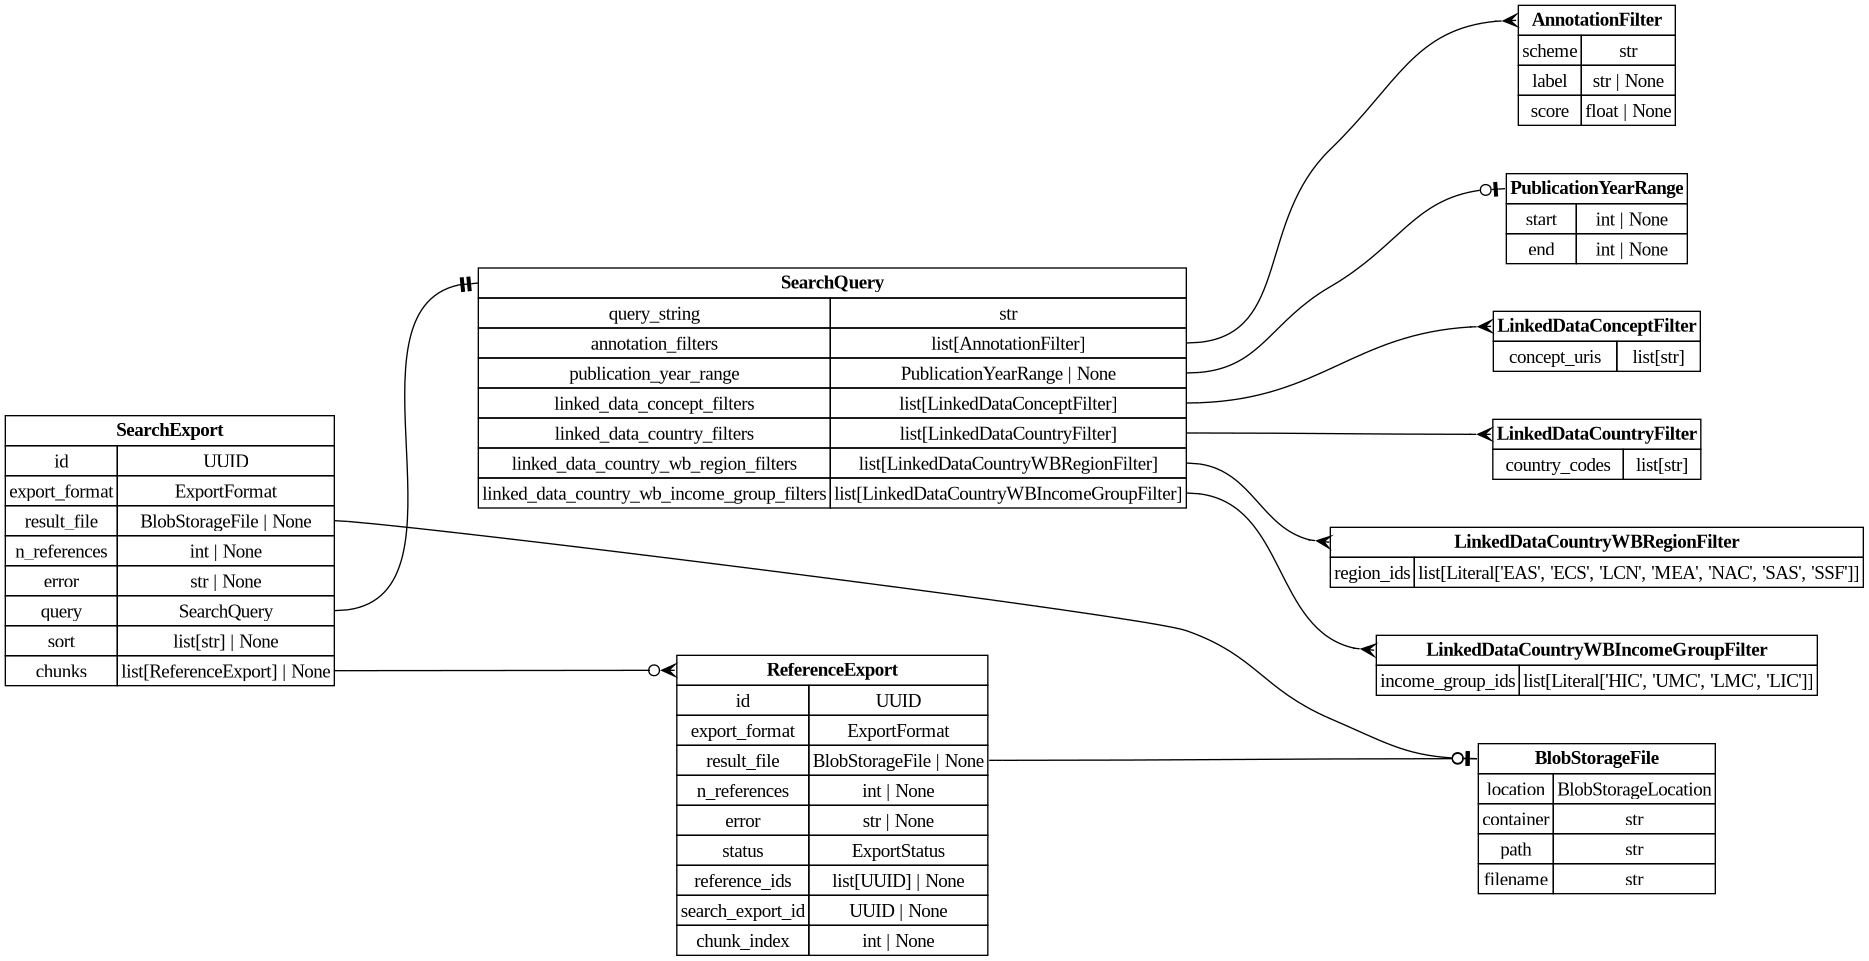 AnnotationFilter
scheme str
label str | None
score float | None
PublicationYearRange
start int | None
end int | None
SearchQuery
query_string str
annotation_filters list[AnnotationFilter]
publication_year_range PublicationYearRange | None
linked_data_concept_filters list[LinkedDataConceptFilter]
linked_data_country_filters list[LinkedDataCountryFilter]
linked_data_country_wb_region_filters list[LinkedDataCountryWBRegionFilter]
linked_data_country_wb_income_group_filters list[LinkedDataCountryWBIncomeGroupFilter]
LinkedDataConceptFilter
concept_uris list[str]
LinkedDataCountryFilter
country_codes list[str]
SearchExport
id UUID
export_format ExportFormat
result_file BlobStorageFile | None
n_references int | None
error str | None
query SearchQuery
sort list[str] | None
chunks list[ReferenceExport] | None
LinkedDataCountryWBRegionFilter
region_ids list[Literal['EAS', 'ECS', 'LCN', 'MEA', 'NAC', 'SAS', 'SSF']]
LinkedDataCountryWBIncomeGroupFilter
income_group_ids list[Literal['HIC', 'UMC', 'LMC', 'LIC']]
ReferenceExport
id UUID
export_format ExportFormat
result_file BlobStorageFile | None
n_references int | None
error str | None
status ExportStatus
reference_ids list[UUID] | None
search_export_id UUID | None
chunk_index int | None
BlobStorageFile
location BlobStorageLocation
container str
path str
filename str